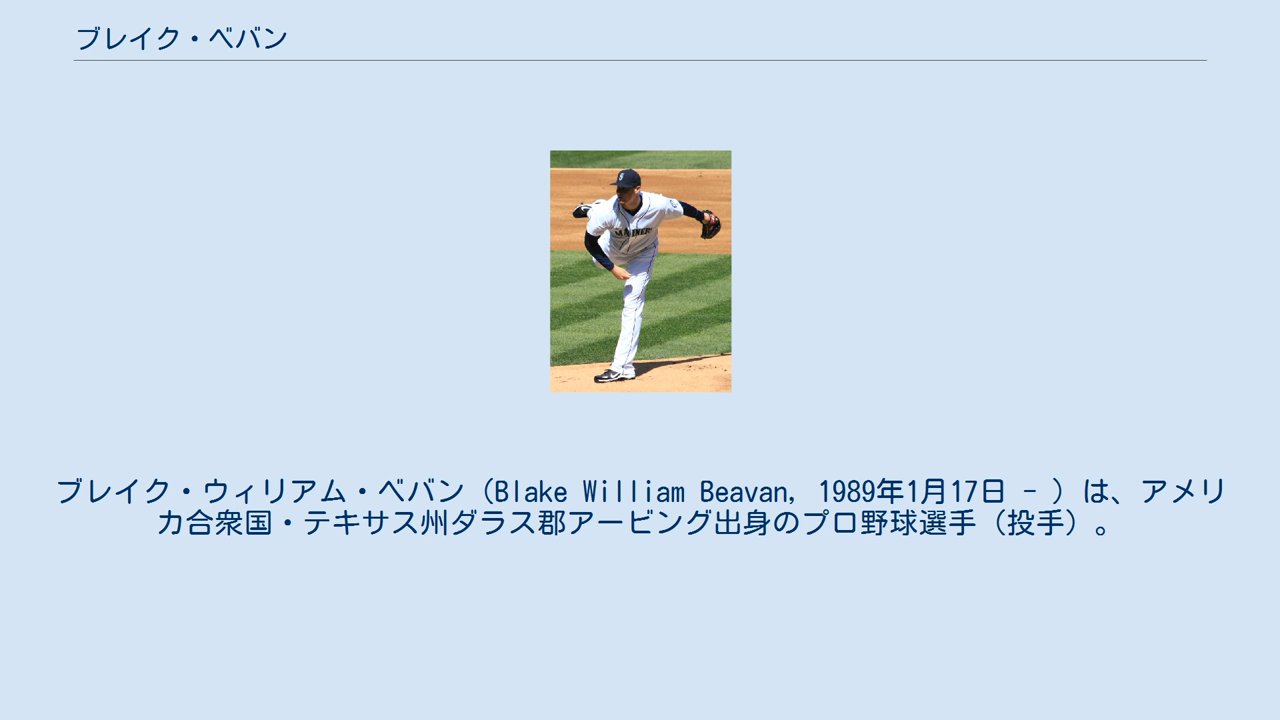 ブレイク・ベバン
ブレイク・ウィリアム・ベバン（Blake William Beavan, 1989年1月17日 - ）は、アメリ
カ合衆国・テキサス州ダラス郡アービング出身のプロ野球選手（投手）。